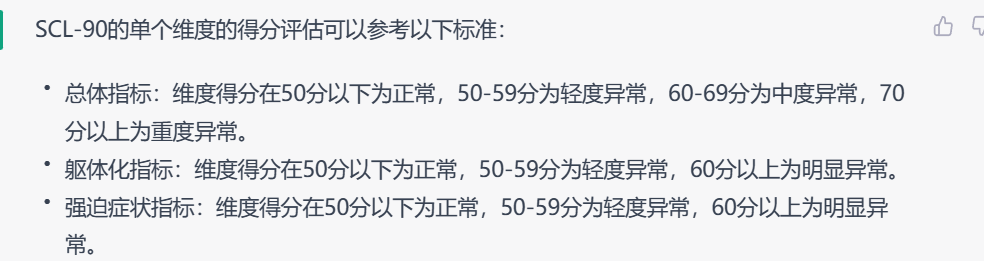 SCL-90的单个维度的得分评估可以参考以下标准：
• 总体指标：维度得分在50分以下为正常，50-59分为轻度异常，60-69分为中度异常，70
分以上为重度异常。
• 躯体化指标：维度得分在50分以下为正常，50-59分为轻度异常，60分以上为明显异常。
• 强迫症状指标：维度得分在50分以下为正常，50-59分为轻度异常，60分以上为明显异
常。